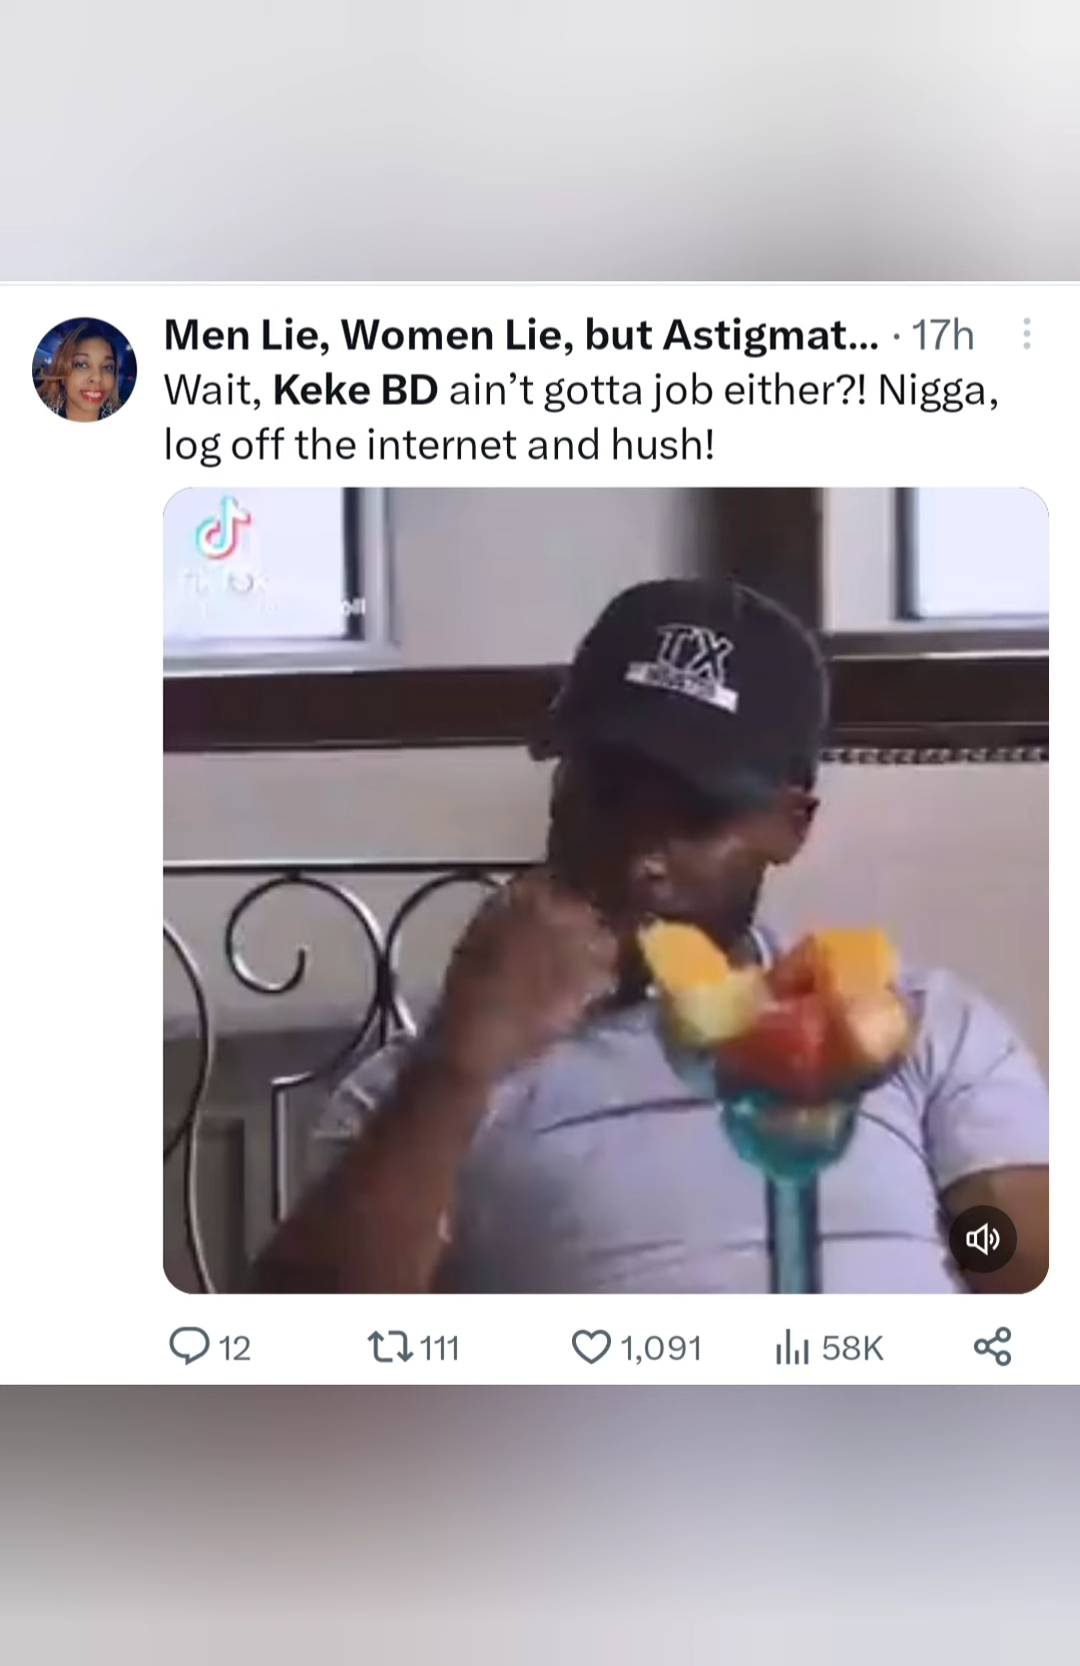 Men Lie, Women Lie, but Astigmat... · 17h
Wait, Keke BD ain’t gotta job either?! Nigga,
log off the internet and hush!
TX
12 111 1,091 58K